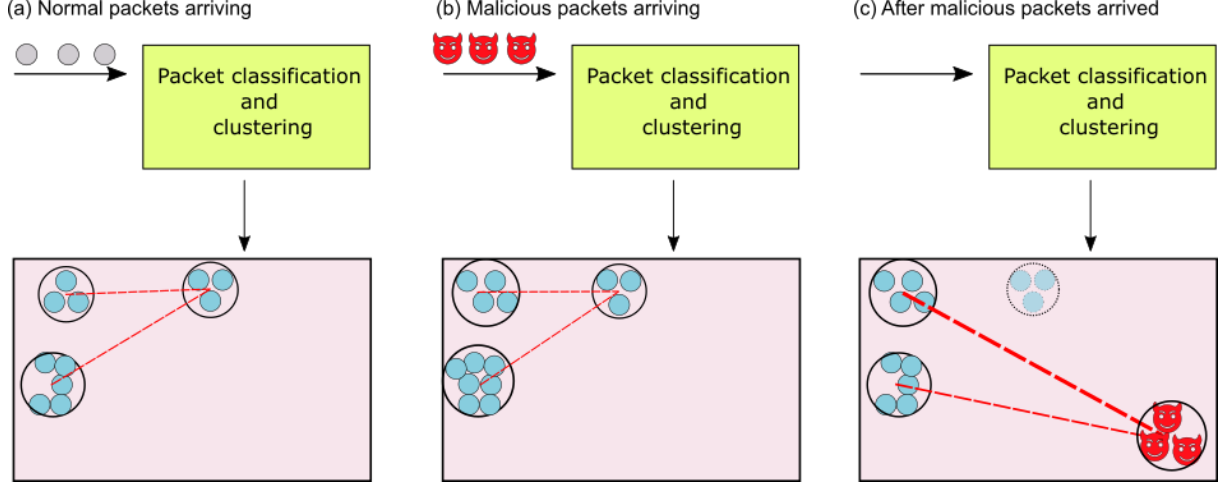 (a) Normal packets arriving
(b) Malicious packets arriving
(c) After malicious packets arrived
Packet classification
and
clustering
Packet classification
and
clustering
Packet classification
and
clustering